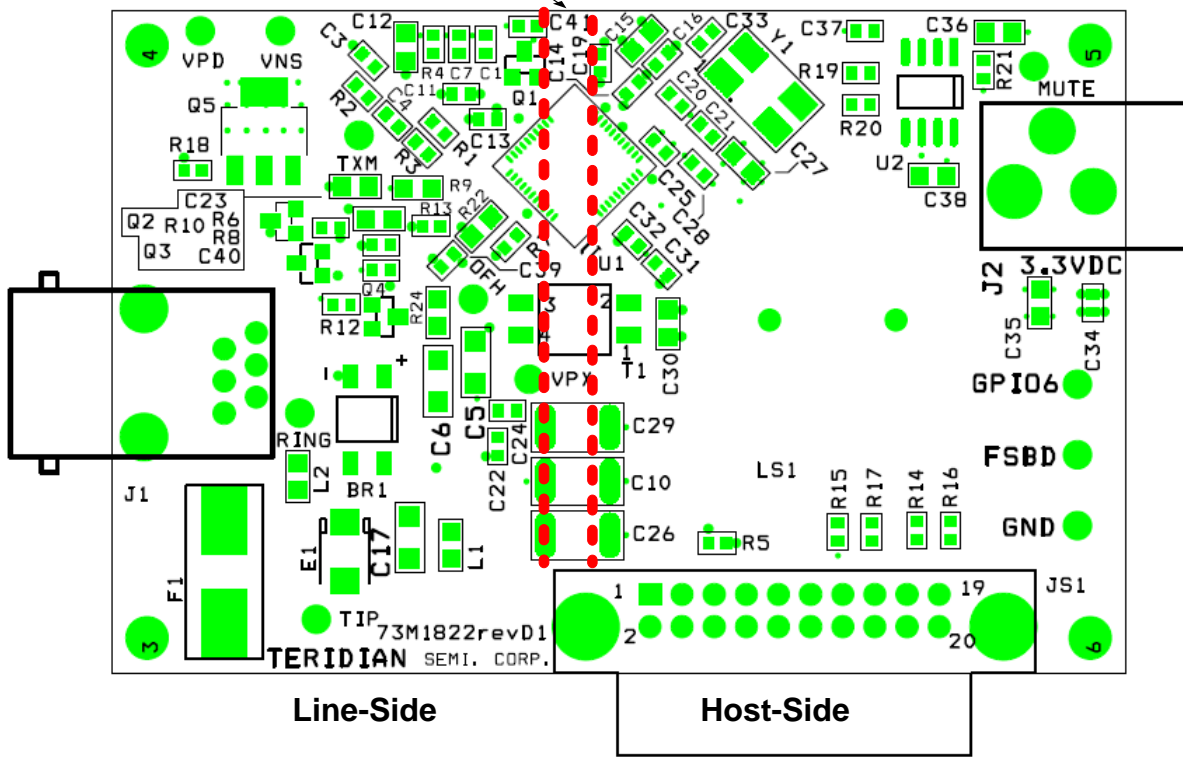 C12
C41
C15
C16
C33
Y1
C37
C36
4
VPD
VNS
C3
R4
C7
C1
C14
C19
R19
R21
5
MUTE
Q5
R2
C4
C11
Q1
C20
C21
R20
R18
TXM
R3
R1
C13
C27
U2
C23
R9
C25
C38
Q2
R10
R6
R13
R22
C28
Q3
R8
C40
OFH
C39
C32
C31
U1
J2
3.3VDC
Q4
R12
R24
3
2
4
1
T1
C30
C35
C34
+
-
VPX
GPIO6
C6
C5
C24
C29
RING
L2
BR1
C22
C10
LS1
FSBD
J1
R15
R17
R14
R16
E1
C17
L1
C26
R5
GND
F1
1
19
JS1
TIP
73M1822revD1
2
20
3
TERIDIAN SEMI. CORP.
6
Line-Side
Host-Side